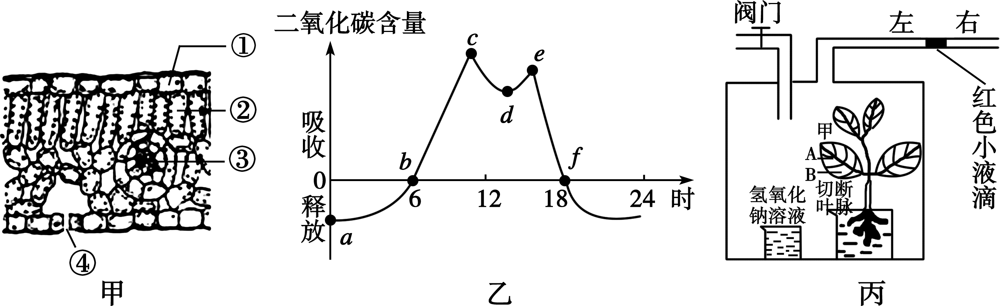 ①
②
③
④
甲
二氧化碳含量
吸收
0
释放
a
b
c
d
e
f
6
12
18
24
时
乙
阀门
左
右
红色小液滴
甲
A
B
切断
叶脉
氢氧化
钠溶液
丙